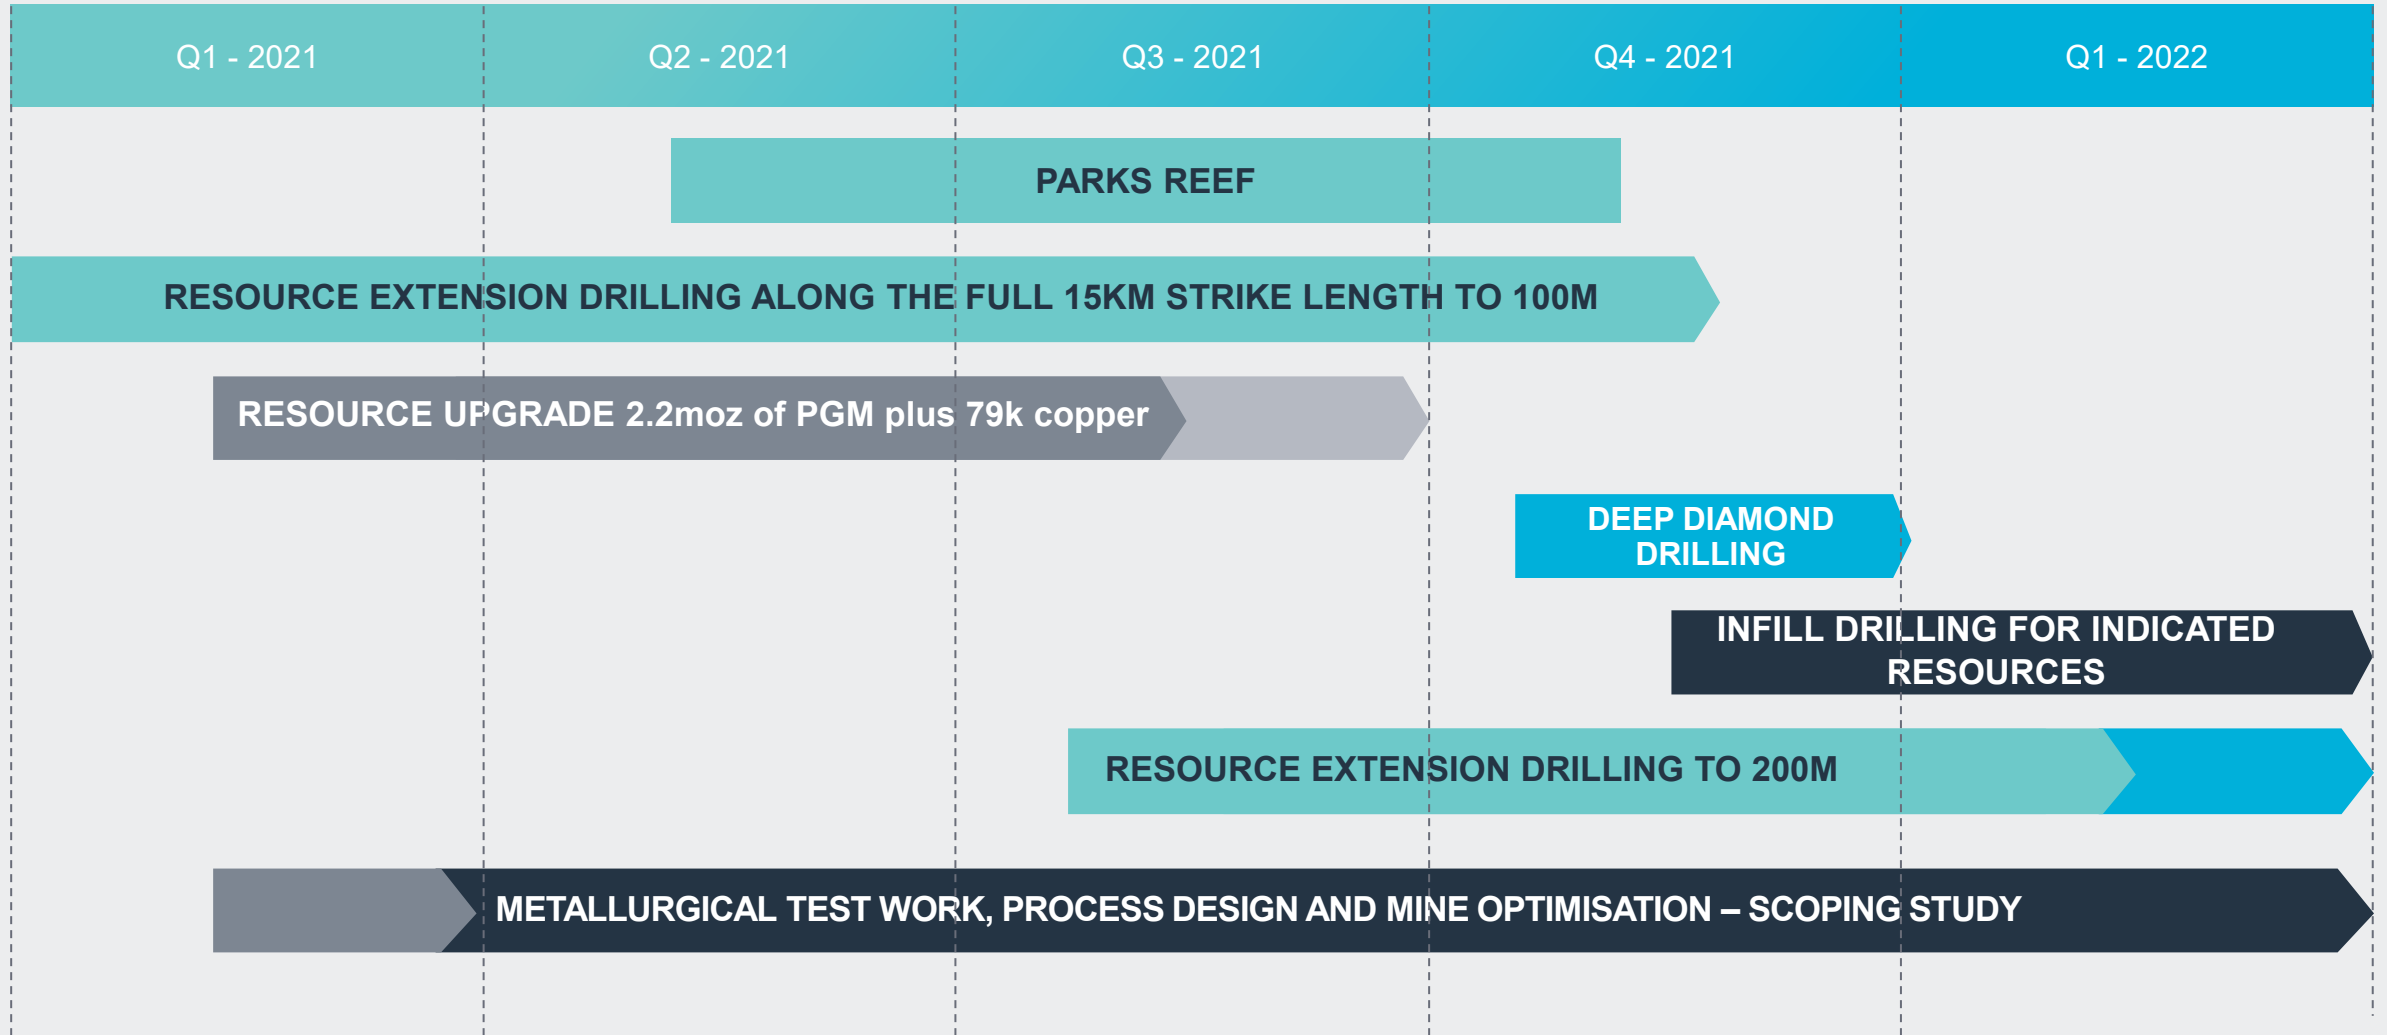 Q1 - 2021
Q2 - 2021
Q3 - 2021
Q4 - 2021
Q1 - 2022
PARKS REEF
RESOURCE EXTENSION DRILLING ALONG THE FULL 15KM STRIKE LENGTH TO 100M
RESOURCE UPGRADE 2.2moz of PGM plus 79k copper
DEEP DIAMOND
DRILLING
INFILL DRILLING FOR INDICATED
RESOURCES
RESOURCE EXTENSION DRILLING TO 200M
METALLURGICAL TEST WORK, PROCESS DESIGN AND MINE OPTIMISATION – SCOPING STUDY